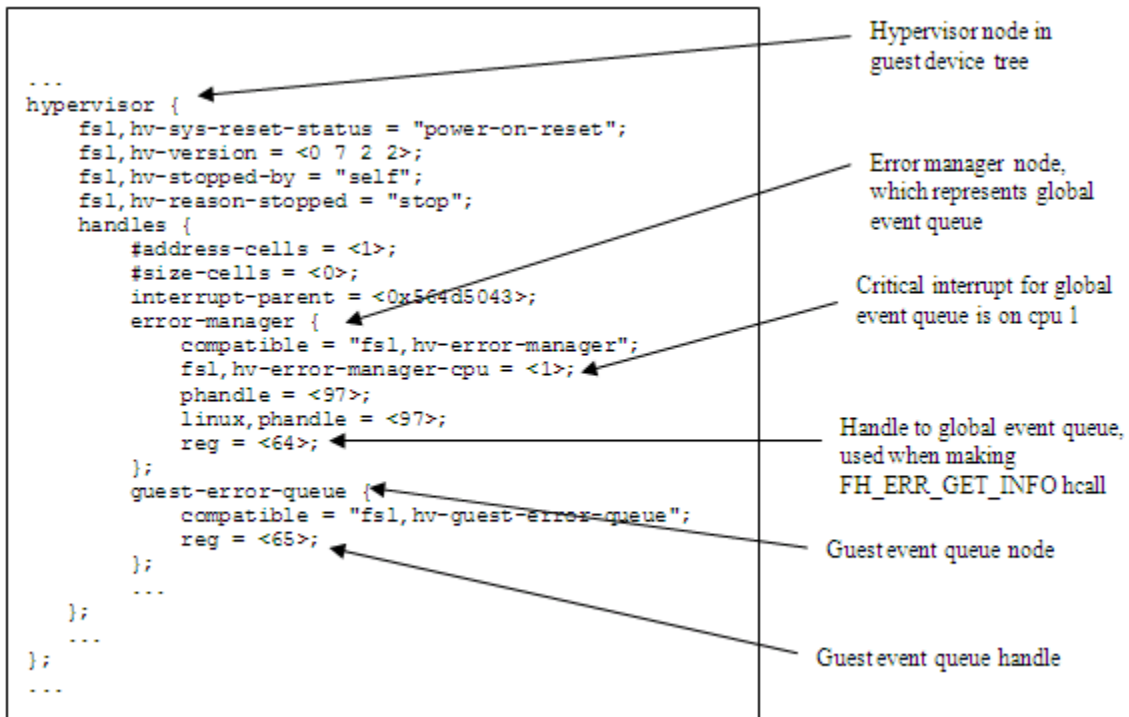 ...
hypervisor {
fsl,hv-sys-reset-status = "power-on-reset";
fsl,hv-version = <0 7 2 2>;
fsl,hv-stopped-by = "self";
fsl,hv-reason-stopped = "stop";
handles {
#address-cells = <1>;
#size-cells = <0>;
interrupt-parent = <0x564d5043>;
error-manager {
compatible = "fsl,hv-error-manager";
fsl,hv-error-manager-cpu = <1>;
phandle = <97>;
linux,phandle = <97>;
reg = <64>;
};
guest-error-queue {
compatible = "fsl,hv-guest-error-queue";
reg = <65>;
};
...
};
...
};
...
Hypervisor node in
guest device tree
Error manager node,
which represents global
event queue
Critical interrupt for global
event queue is on cpu 1
Handle to global event queue,
used when making
FH_ERR_GET_INFO hcall
Guest event queue node
Guest event queue handle